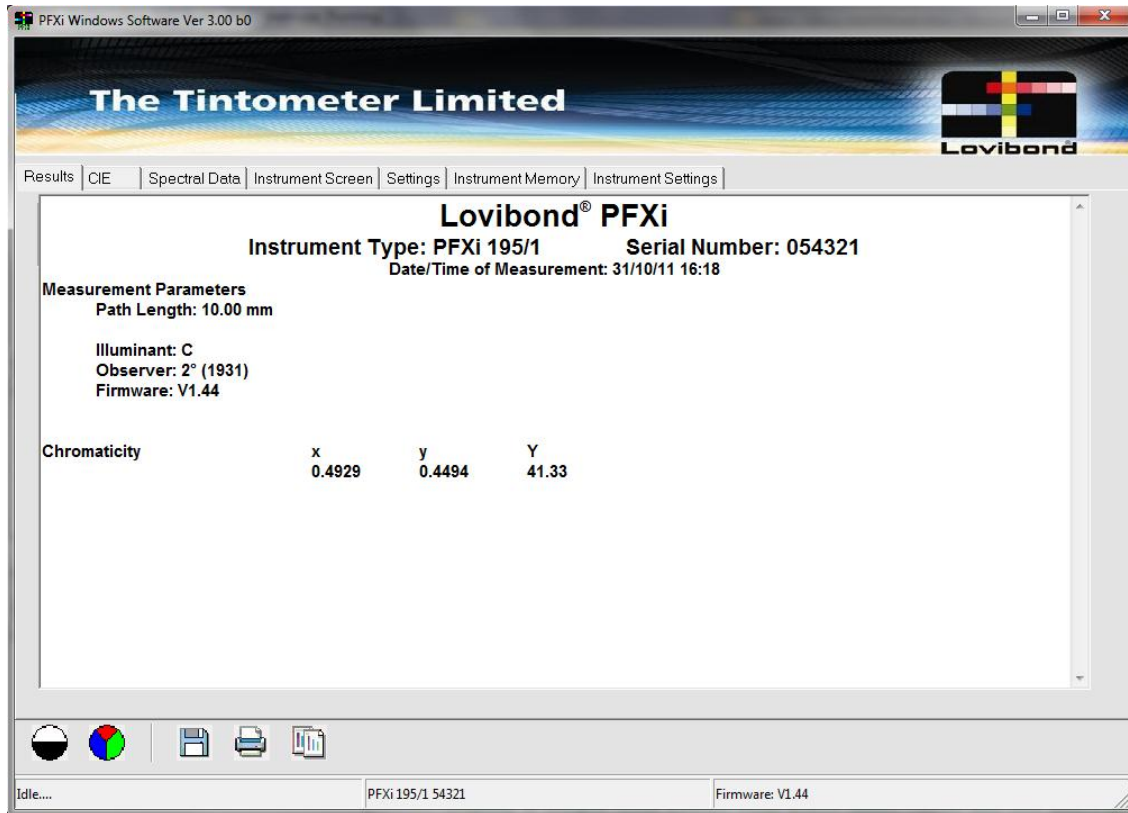 PFXi Windows Software Ver 3.00 b0
The Tintometer Limited
Lovibond
Results CIE Spectral Data Instrument Screen Settings Instrument Memory Instrument Settings
Lovibond® PFXi
Instrument Type: PFXi 195/1 Serial Number: 054321
Date/Time of Measurement: 31/10/11 16:18
Measurement Parameters
Path Length: 10.00 mm
Illuminant: C
Observer: 2° (1931)
Firmware: V1.44
Chromaticity x y Y
0.4929 0.4494 41.33
Idle.... PFXi 195/1 54321 Firmware: V1.44